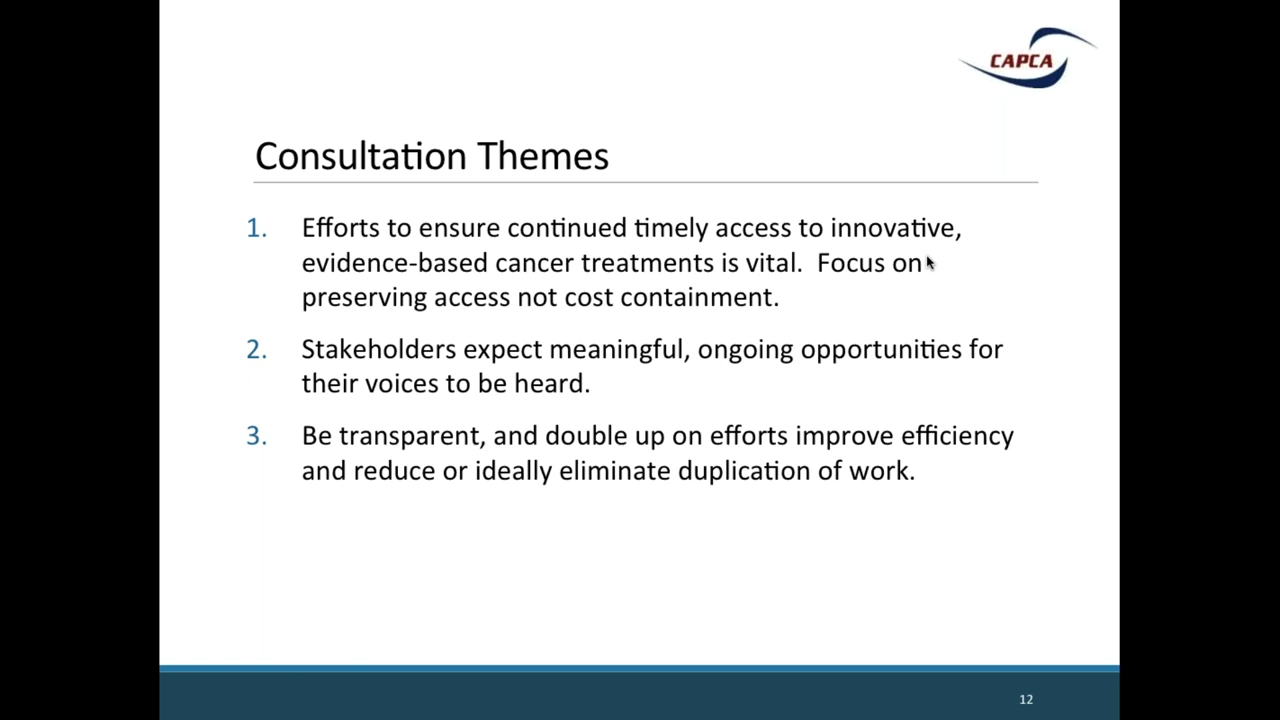 CAPCA
Consultation Themes
1. Efforts to ensure continued timely access to innovative,
evidence-based cancer treatments is vital.  Focus on
preserving access not cost containment.
2. Stakeholders expect meaningful, ongoing opportunities for
their voices to be heard.
3. Be transparent, and double up on efforts improve efficiency
and reduce or ideally eliminate duplication of work.
12